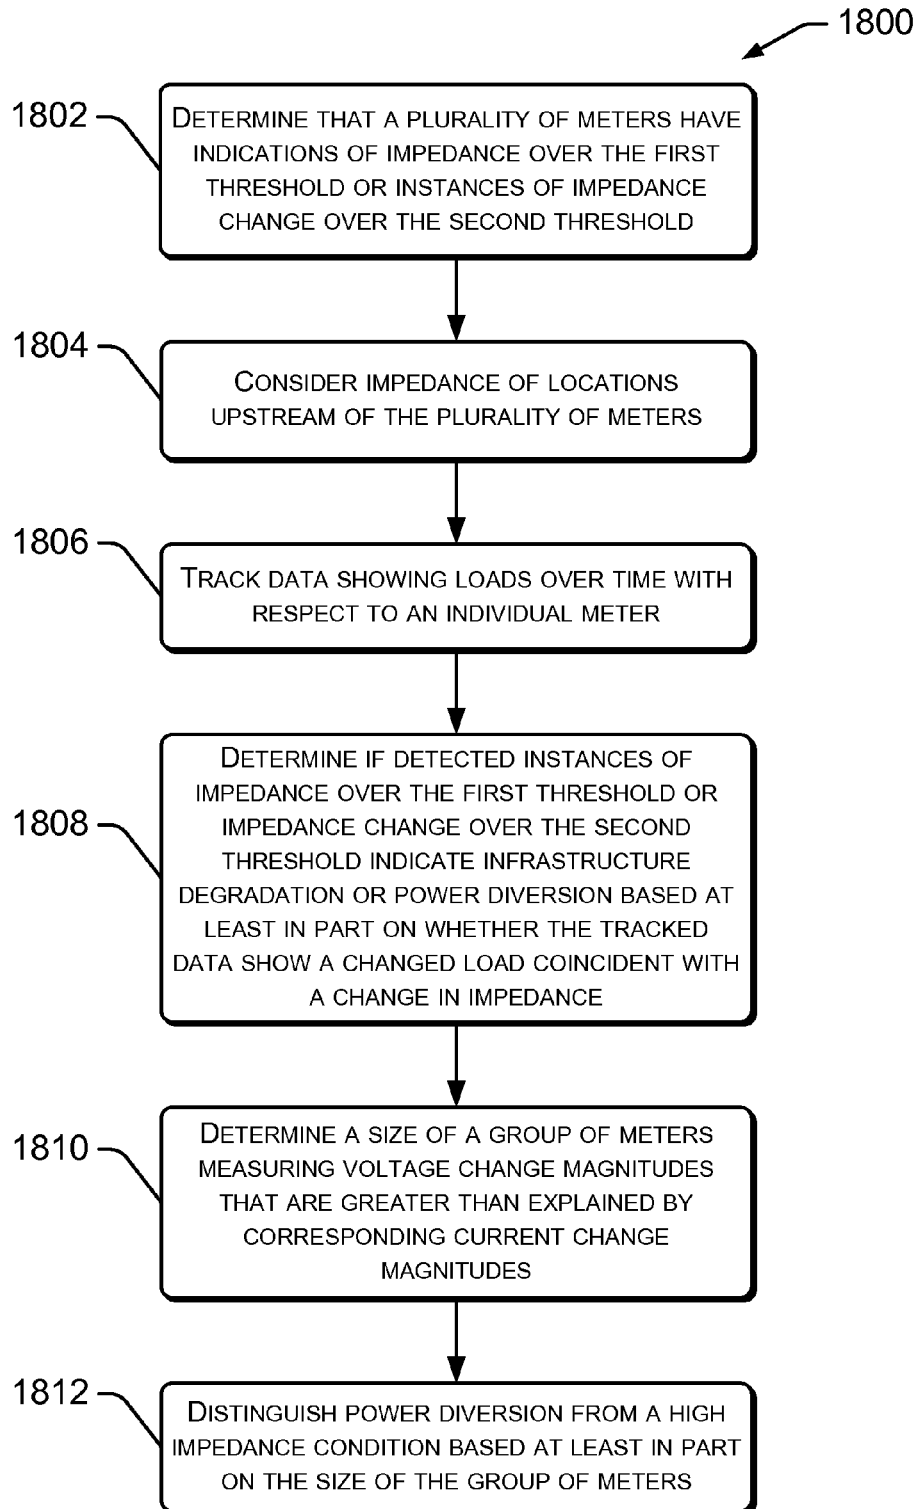 1800
1802
DETERMINE THAT A PLURALITY OF METERS HAVE
INDICATIONS OF IMPEDANCE OVER THE FIRST
THRESHOLD OR INSTANCES OF IMPEDANCE
CHANGE OVER THE SECOND THRESHOLD
1804
CONSIDER IMPEDANCE OF LOCATIONS
UPSTREAM OF THE PLURALITY OF METERS
1806
TRACK DATA SHOWING LOADS OVER TIME WITH
RESPECT TO AN INDIVIDUAL METER
1808
DETERMINE IF DETECTED INSTANCES OF
IMPEDANCE OVER THE FIRST THRESHOLD OR
IMPEDANCE CHANGE OVER THE SECOND
THRESHOLD INDICATE INFRASTRUCTURE
DEGRADATION OR POWER DIVERSION BASED AT
LEAST IN PART ON WHETHER THE TRACKED
DATA SHOW A CHANGED LOAD COINCIDENT WITH
A CHANGE IN IMPEDANCE
1810
DETERMINE A SIZE OF A GROUP OF METERS
MEASURING VOLTAGE CHANGE MAGNITUDES
THAT ARE GREATER THAN EXPLAINED BY
CORRESPONDING CURRENT CHANGE
MAGNITUDES
1812
DISTINGUISH POWER DIVERSION FROM A HIGH
IMPEDANCE CONDITION BASED AT LEAST IN PART
ON THE SIZE OF THE GROUP OF METERS